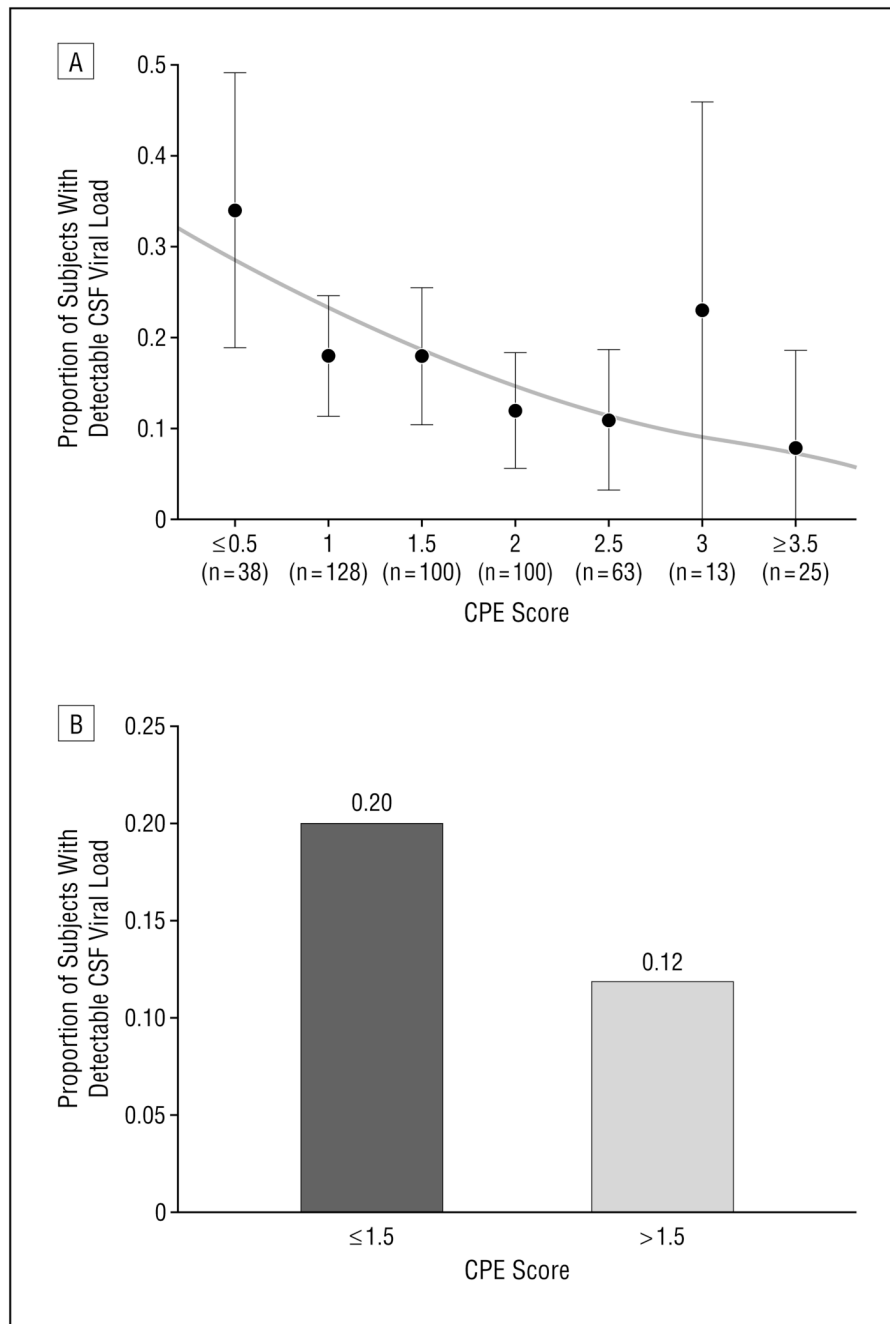 A
Proportion of Subjects With
Detectable CSF Viral Load
0.5
0.4
0.3
0.2
0.1
0
≤0.5 1 1.5 2 2.5 3 ≥3.5
(n=38) (n=128) (n=100) (n=100) (n=63) (n=13) (n=25)
CPE Score
B
Proportion of Subjects With
Detectable CSF Viral Load
0.25
0.20
0.15
0.10
0.05
0
0.20
0.12
≤1.5 >1.5
CPE Score